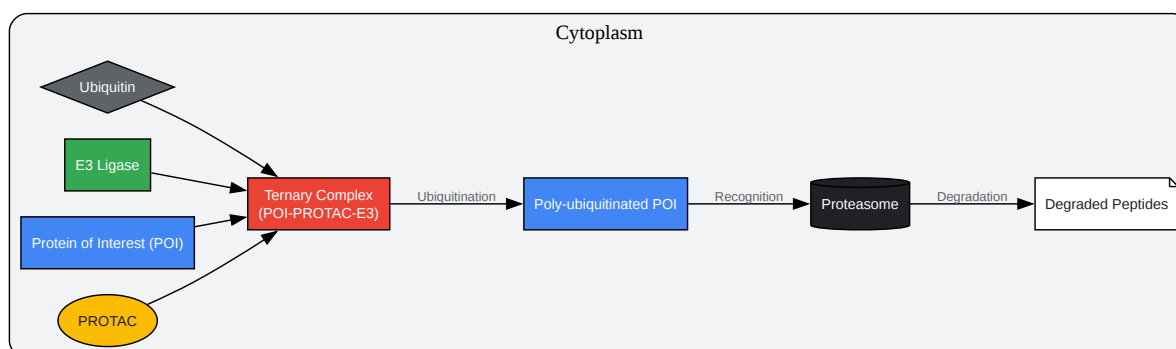 Cytoplasm
Ubiquitin
E3 Ligase
Protein of Interest (POI)
PROTAC
Ternary Complex
(POI-PROTAC-E3)
Ubiquitination
Poly-ubiquitinated POI
Recognition
Proteasome
Degradation
Degraded Peptides